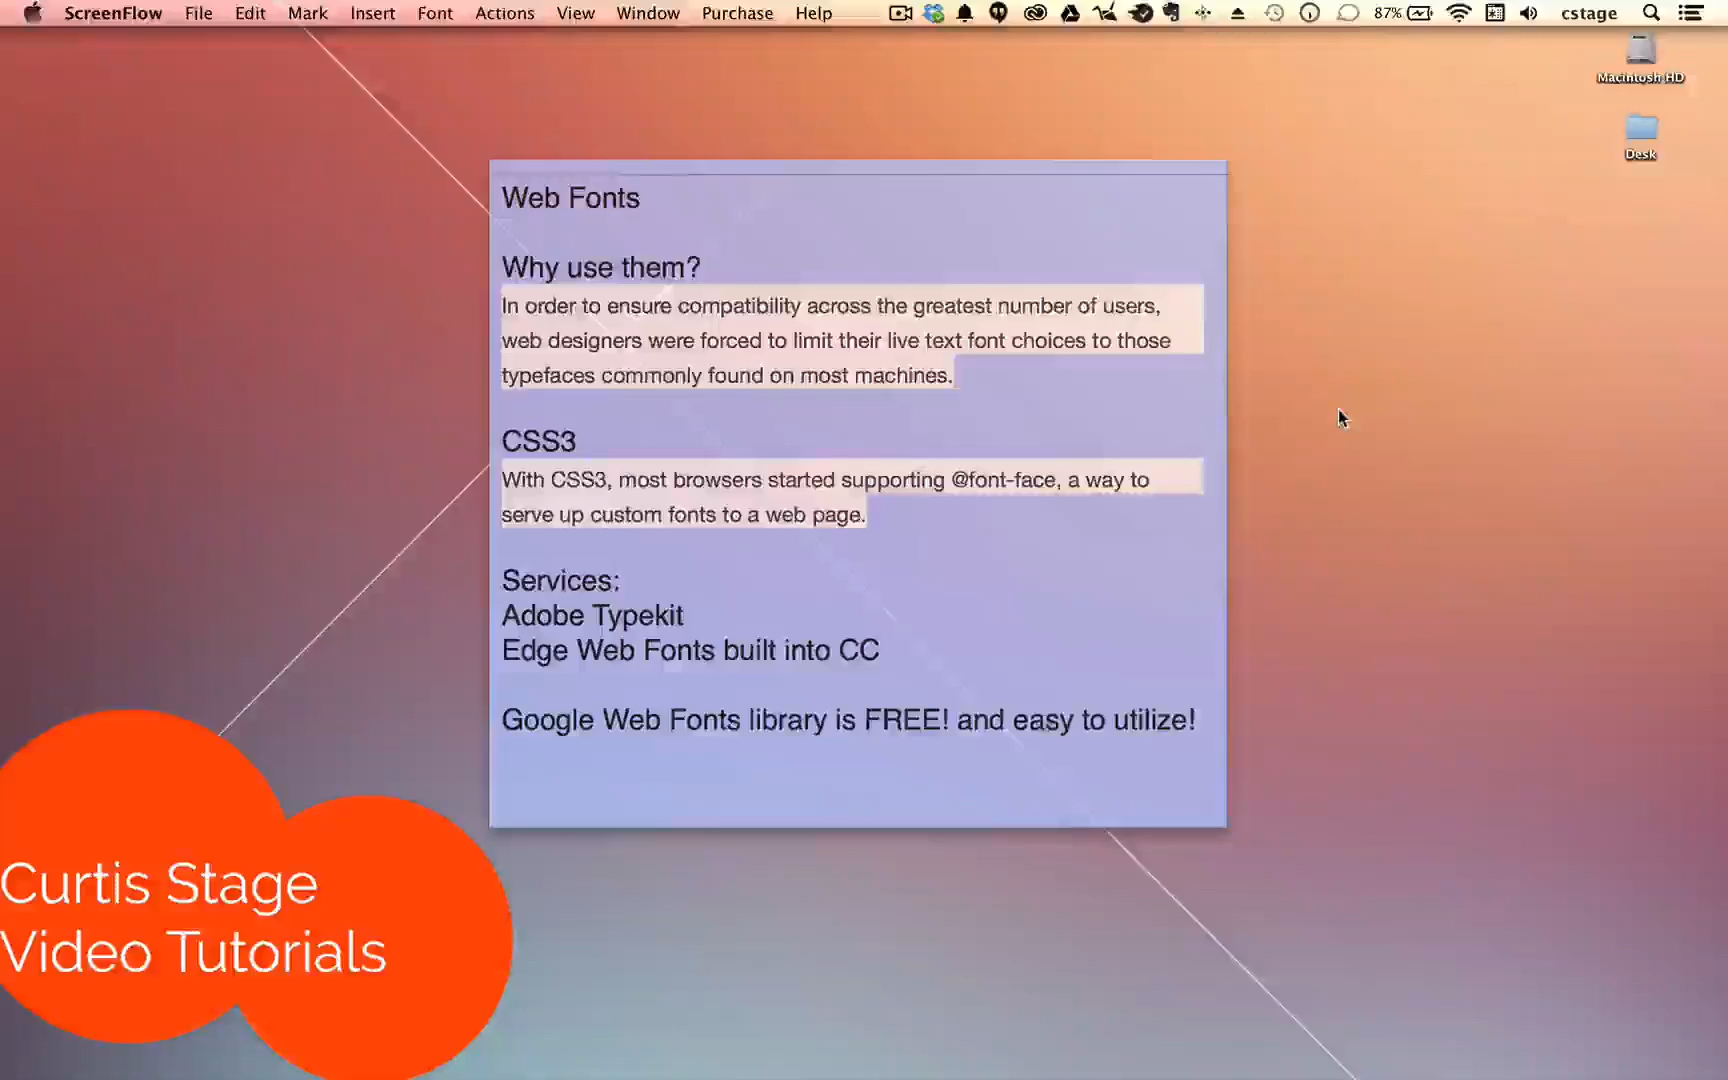 ScreenFlow File Edit Mark Insert Font Actions View Window Purchase Help 87% cstage
Macintosh HD
Desk
Web Fonts
Why use them?
In order to ensure compatibility across the greatest number of users,
web designers were forced to limit their live text font choices to those
typefaces commonly found on most machines.
CSS3
With CSS3, most browsers started supporting @font-face, a way to
serve up custom fonts to a web page.
Services:
Adobe Typekit
Edge Web Fonts built into CC
Google Web Fonts library is FREE! and easy to utilize!
Curtis Stage
Video Tutorials